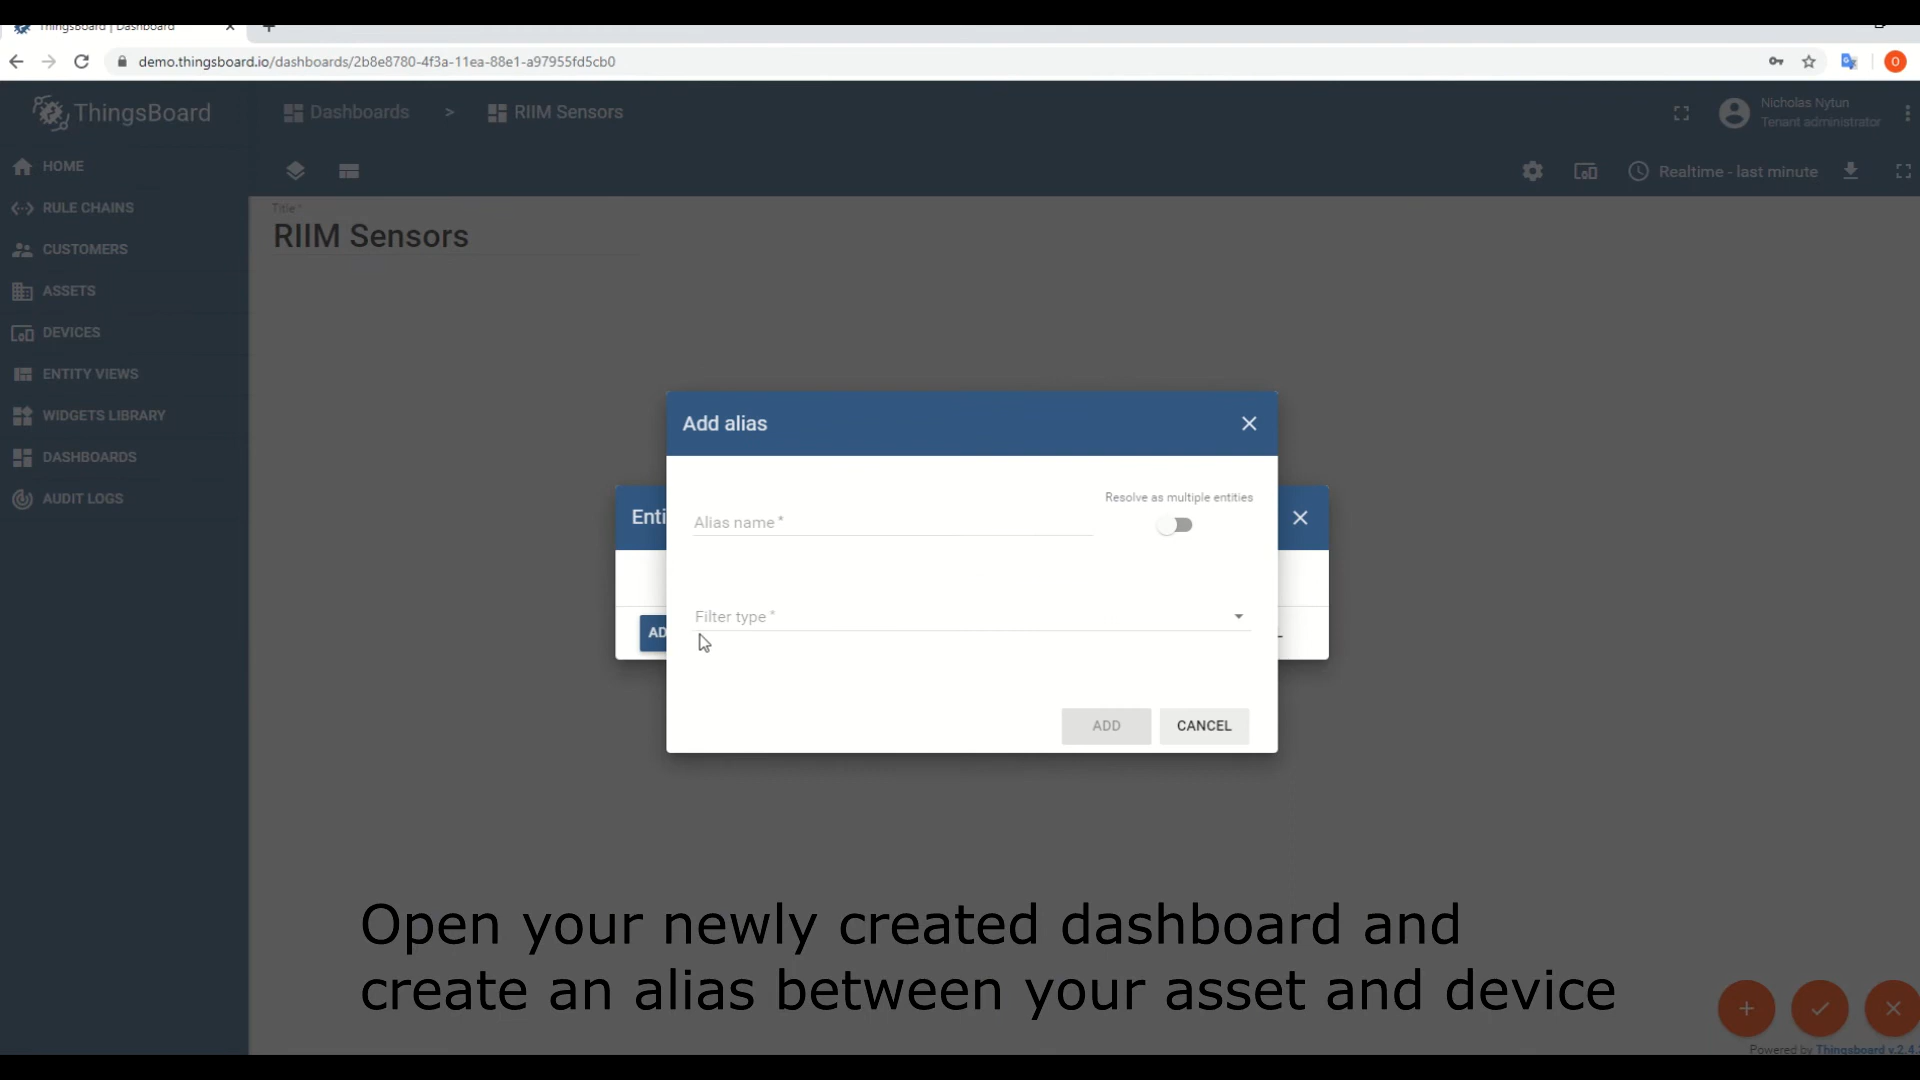 ThingsBoard | Dashboard
demo.thingsboard.io/dashboards/2b8e8780-4f3a-11ea-88e1-a97955fd5cb0
O
ThingsBoard
Dashboards > RIIM Sensors
Nicholas Nytun
Tenant administrator
Realtime - last minute
HOME
RULE CHAINS
CUSTOMERS
ASSETS
DEVICES
ENTITY VIEWS
WIDGETS LIBRARY
DASHBOARDS
AUDIT LOGS
Title *
RIIM Sensors
Add alias
Resolve as multiple entities
Alias name *
Enti
Filter type *
AD
ADD
CANCEL
Open your newly created dashboard and
create an alias between your asset and device
Powered by Thingsboard v.2.4.